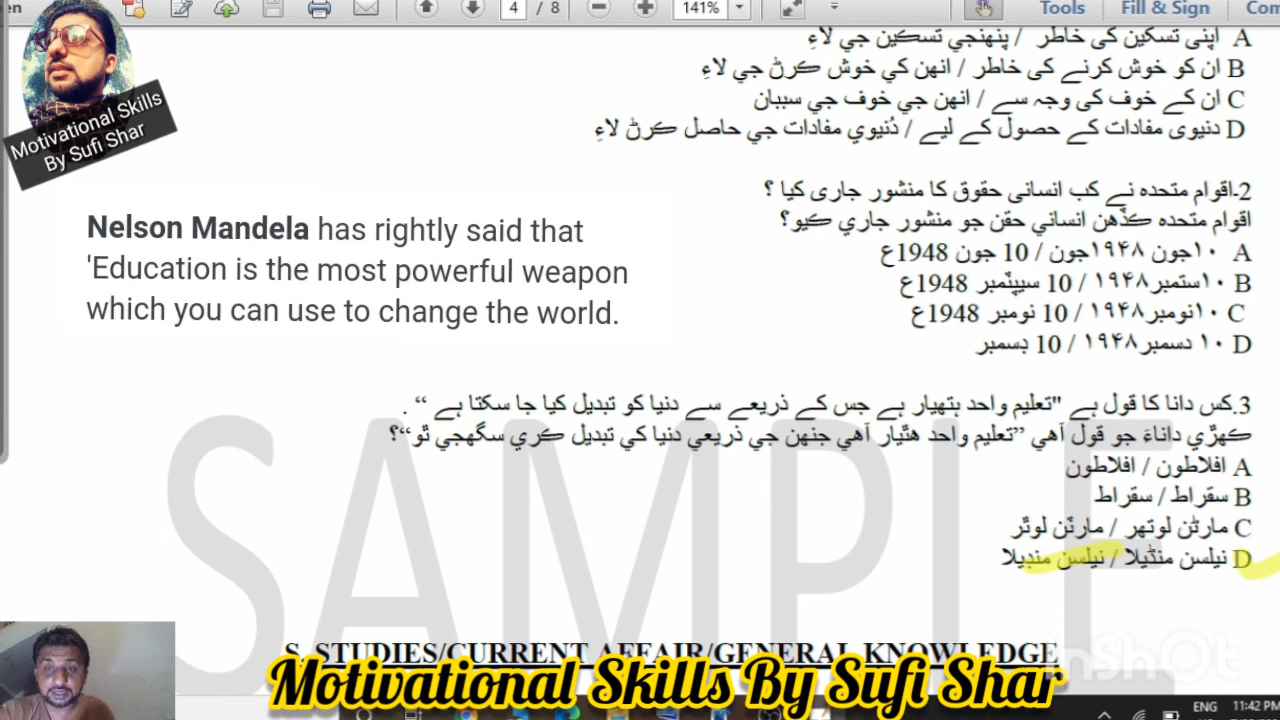 en
4 / 8
141%
Tools
Fill & Sign
Com
Motivational Skills
By Sufi Shar
A اپنی تسکین کی خاطر / پنهنجي تسڪين جي لاءِ
B ان کو خوش کرنے کی خاطر / انهن کي خوش ڪرڻ جي لاءِ
C ان کے خوف کی وجہ سے / انهن جي خوف جي سببان
D دنیوی مفادات کے حصول کے لیے / دُنيوي مفادات جي حاصل ڪرڻ لاءِ
Nelson Mandela has rightly said that
'Education is the most powerful weapon
which you can use to change the world.
2۔اقوام متحدہ نے کب انسانی حقوق کا منشور جاری کیا ؟
اقوام متحده ڪڏهن انساني حقن جو منشور جاري ڪيو؟
A ۱۰جون ۱۹۴۸جون / 10 جون 1948ع
B ۱۰ستمبر۱۹۴۸ / 10 سيپٽمبر 1948ع
C ۱۰نومبر۱۹۴۸ / 10 نومبر 1948ع
D ۱۰ دسمبر۱۹۴۸ / 10 ڊسمبر
3.کس دانا کا قول ہے "تعلیم واحد ہتھیار ہے جس کے ذریعے سے دنیا کو تبدیل کیا جا سکتا ہے “ .
ڪهڙي داناءَ جو قول آهي ”تعليم واحد هٿيار آهي جنهن جي ذريعي دنيا کي تبديل ڪري سگهجي ٿو“؟
A افلاطون / افلاطون
B سقراط / سقراط
C مارٹن لوتھر / مارٽن لوٿر
D نیلسن منڈیلا / نيلسن منڊيلا
SAMPLE
S. STUDIES/CURRENT AFFAIR/GENERAL KNOWLEDGE
InShOt
Motivational Skills By Sufi Shar
ENG
11:42 PM